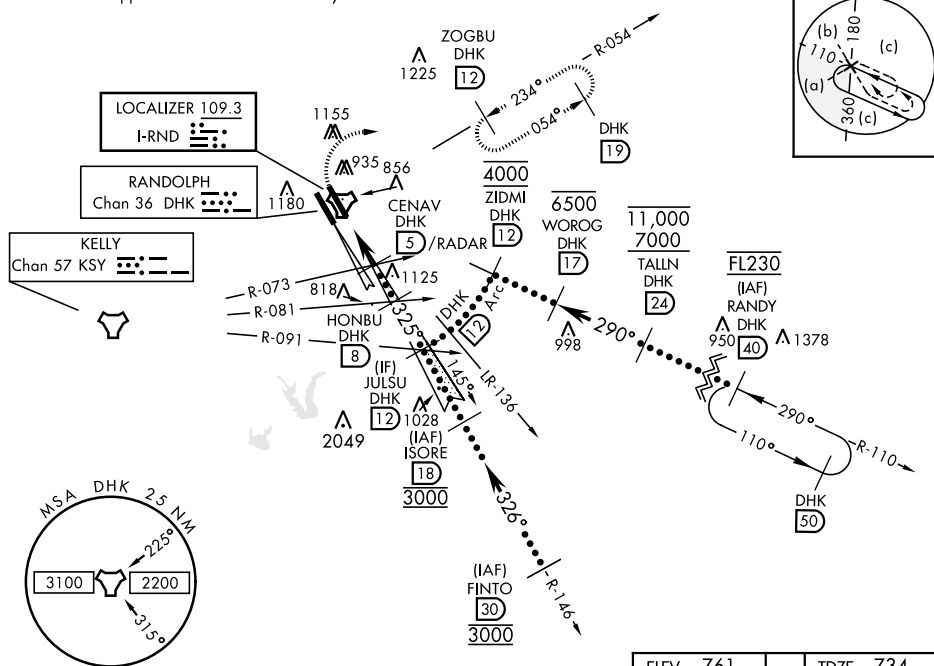 ZOGBU
DHK
12
1225
R-054
234°
054°
DHK
19
(b)
180
(c)
110
(a)
360
(c)
LOCALIZER 109.3
I-RND
1155
935
856
RANDOLPH
Chan 36 DHK
1180
KELLY
Chan 57 KSY
CENAV
DHK
5 /RADAR
4000
ZIDMI
DHK
12
6500
WOROG
DHK
17
11,000
7000
TALLN
DHK
24
FL230
(IAF)
RANDY
DHK
40
950
1378
R-073
818
1125
R-081
R-091
HONBU
DHK
8
325°
DHK
12
Arc
998
290°
(IF)
JULSU
DHK
12
145°
LR-136
2049
1028
(IAF)
ISORE
18
3000
290°
110°
R-110
DHK
50
326°
MSA DHK 25 NM
225°
3100
2200
315°
(IAF)
FINTO
30
3000
R-146
ELEV 761
TDZE 734